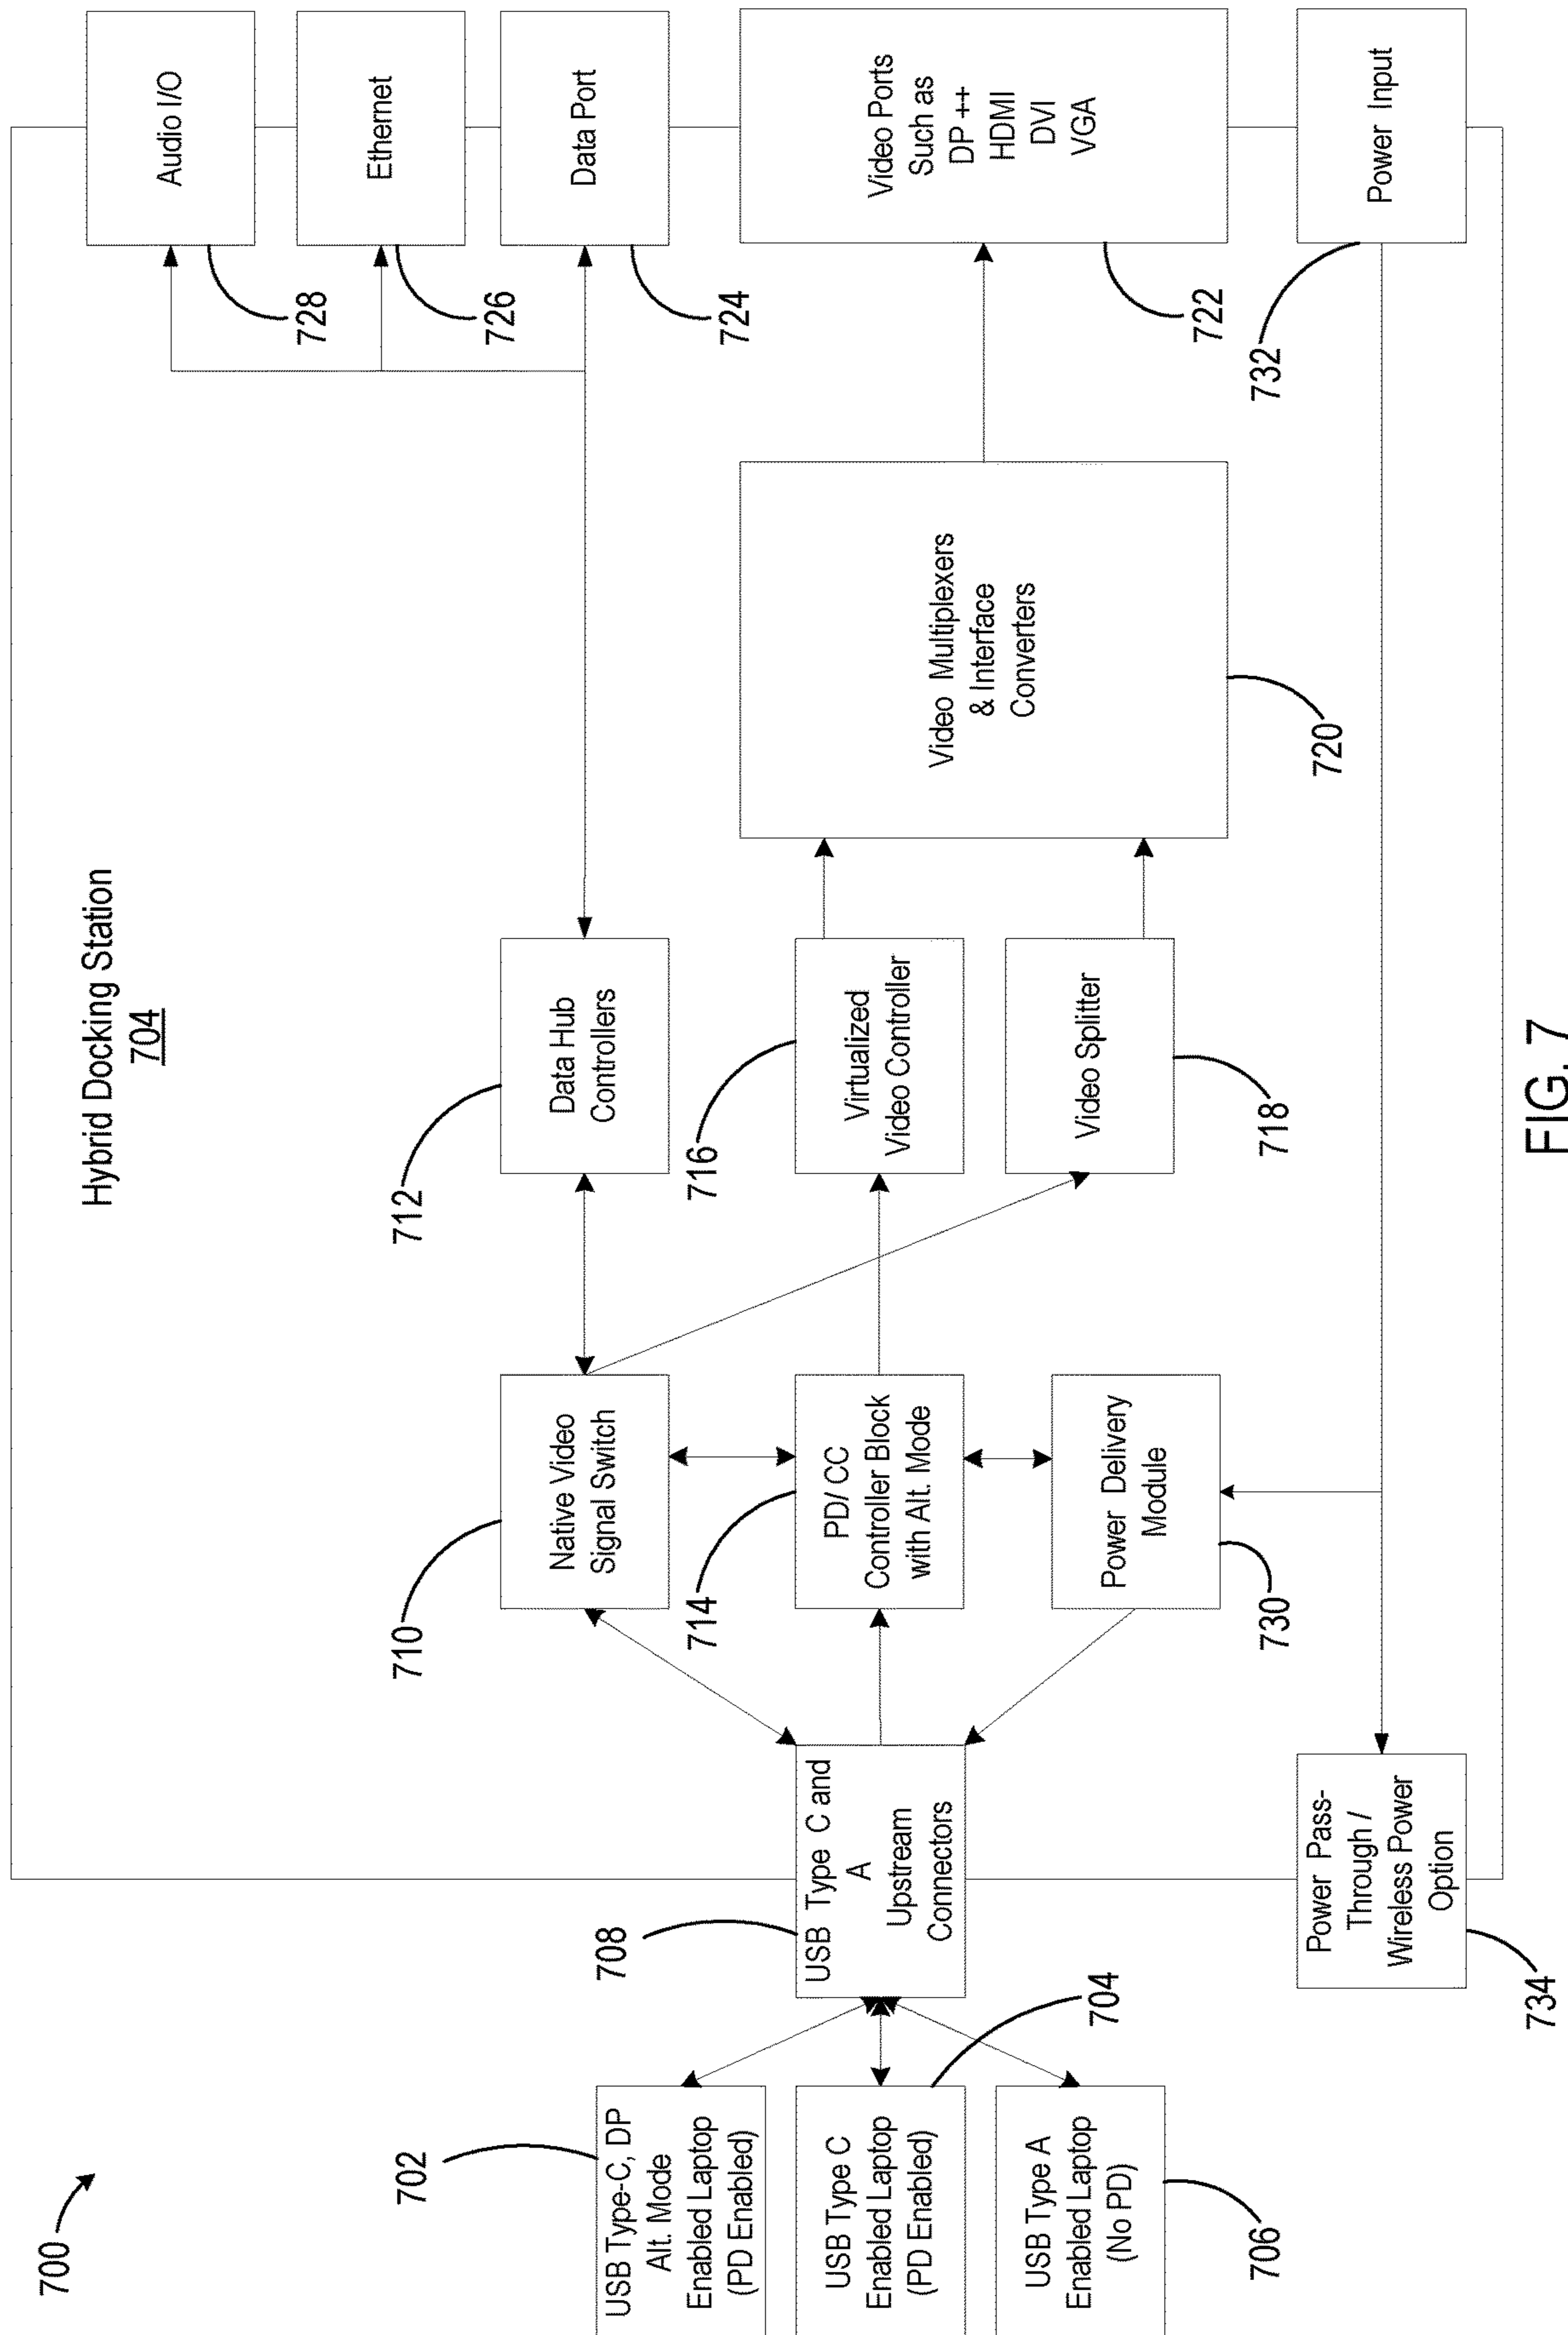 700
Hybrid Docking Station
704
702
USB Type-C, DP
Alt. Mode
Enabled Laptop
(PD Enabled)
USB Type C
Enabled Laptop
(PD Enabled)
704
USB Type A
Enabled Laptop
(No PD)
706
708
USB Type C and
A
Upstream
Connectors
710
Native Video
Signal Switch
714
PD/ CC
Controller Block
with Alt. Mode
Power Delivery
Module
730
712
Data Hub
Controllers
716
Virtualized
Video Controller
Video Splitter
718
Video Multiplexers
& Interface
Converters
720
Audio I/O
728
Ethernet
726
Data Port
724
Video Ports
Such as
DP ++
HDMI
DVI
VGA
722
Power Input
732
Power Pass-
Through /
Wireless Power
Option
734
FIG. 7